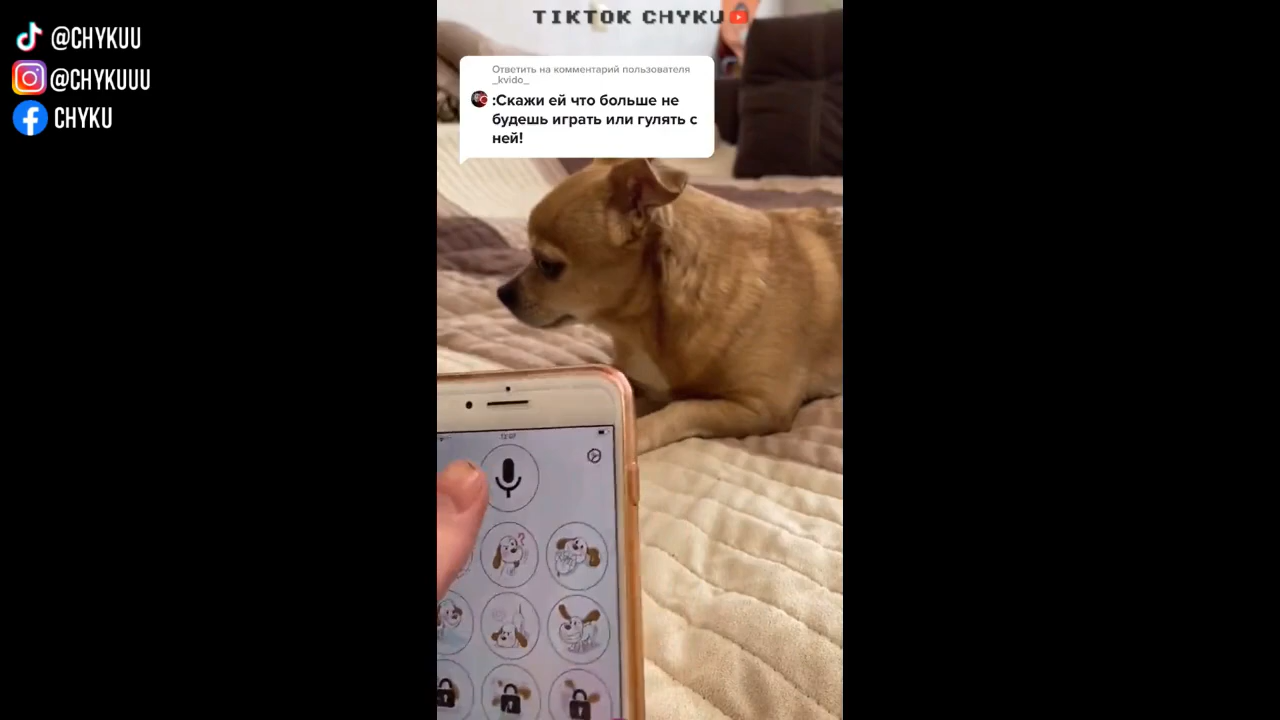 TIKTOK CHYKU
@CHYKUU
@CHYKUUU
CHYKU
Ответить на комментарий пользователя
_kvido_
:Скажи ей что больше не
будешь играть или гулять с
ней!